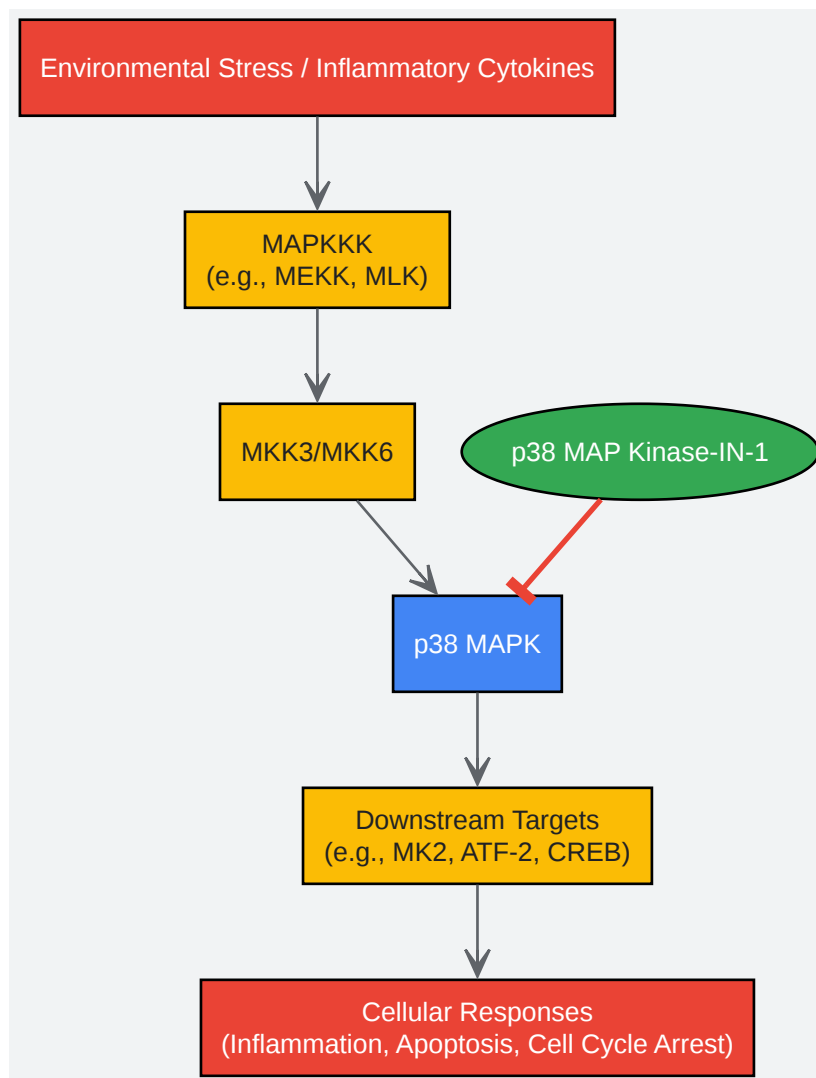 Environmental Stress / Inflammatory Cytokines
MAPKKK
(e.g., MEKK, MLK)
MKK3/MKK6
p38 MAP Kinase-IN-1
p38 MAPK
Downstream Targets
(e.g., MK2, ATF-2, CREB)
Cellular Responses
(Inflammation, Apoptosis, Cell Cycle Arrest)